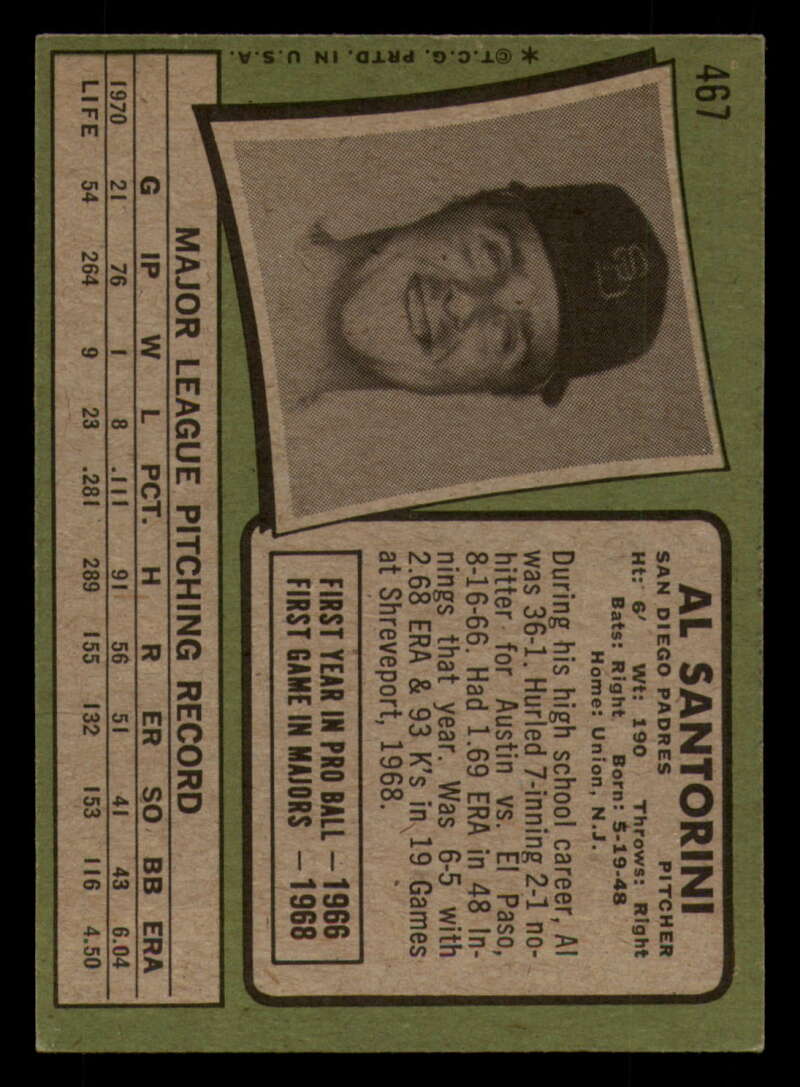 467
AL SANTORINI
SAN DIEGO PADRES PITCHER
Ht: 6' Wt: 190 Throws: Right
Bats: Right Born: 5-19-48
Home: Union, N.J.
During his high school career, Al
was 36-1. Hurled 7-inning 2-1 no-
hitter for Austin vs. El Paso,
8-16-66. Had 1.69 ERA in 48 In-
nings that year. Was 6-5 with
2.68 ERA & 93 K's in 19 Games
at Shreveport, 1968.
FIRST YEAR IN PRO BALL — 1966
FIRST GAME IN MAJORS — 1968
MAJOR LEAGUE PITCHING RECORD
G IP W L PCT. H R ER SO BB ERA
1970 21 76 1 8 .111 91 56 51 41 43 6.04
LIFE 54 264 9 23 .281 289 155 132 153 116 4.50
* © T.C.G. PRTD. IN U.S.A.
SD